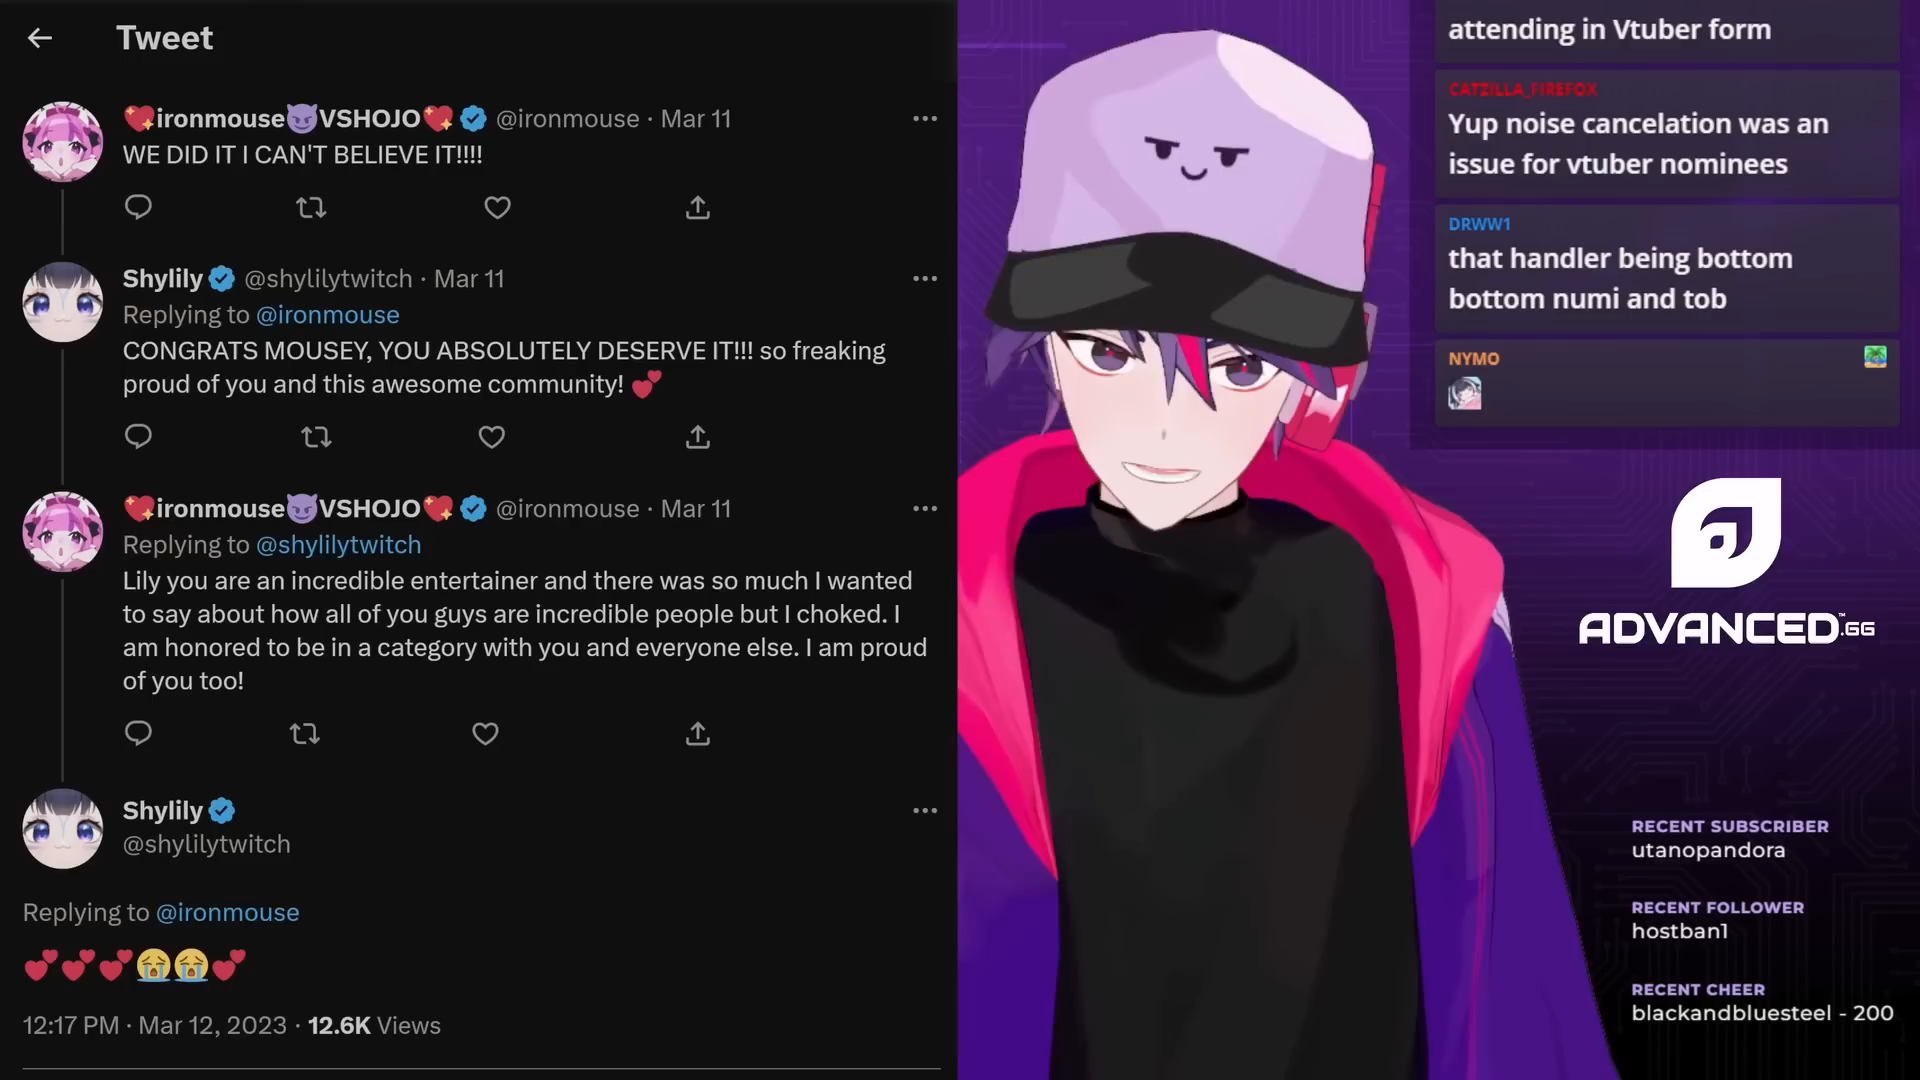 Tweet
💖ironmouse😈VSHOJO💖 @ironmouse · Mar 11
WE DID IT I CAN'T BELIEVE IT!!!!
Shylily @shylilytwitch · Mar 11
Replying to @ironmouse
CONGRATS MOUSEY, YOU ABSOLUTELY DESERVE IT!!! so freaking
proud of you and this awesome community! 💕
💖ironmouse😈VSHOJO💖 @ironmouse · Mar 11
Replying to @shylilytwitch
Lily you are an incredible entertainer and there was so much I wanted
to say about how all of you guys are incredible people but I choked. I
am honored to be in a category with you and everyone else. I am proud
of you too!
Shylily
@shylilytwitch
Replying to @ironmouse
💕💕💕😭😭💕
12:17 PM · Mar 12, 2023 · 12.6K Views
attending in Vtuber form
CATZILLA_FIREFOX
Yup noise cancelation was an
issue for vtuber nominees
DRWW1
that handler being bottom
bottom numi and tob
NYMO
ADVANCED™.GG
RECENT SUBSCRIBER
utanopandora
RECENT FOLLOWER
hostban1
RECENT CHEER
blackandbluesteel - 200